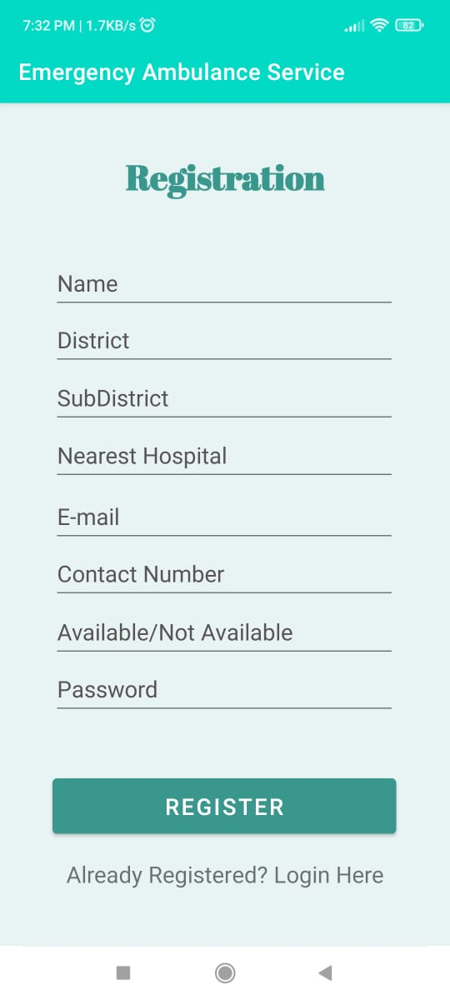 7:32 PM | 1.7KB/s
82
Emergency Ambulance Service
Registration
Name
District
SubDistrict
Nearest Hospital
E-mail
Contact Number
Available/Not Available
Password
REGISTER
Already Registered? Login Here